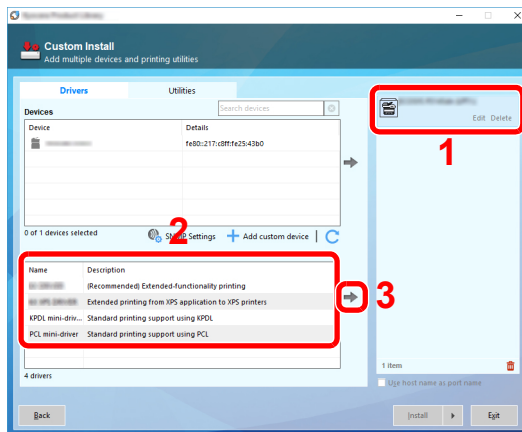 Custom Install
Add multiple devices and printing utilities
Drivers
Utilities
Devices
Search devices
Device
Details
fe80::217:c8ff:fe25:43b0
0 of 1 devices selected
SNMP Settings
Add custom device
2
Name
Description
(Recommended) Extended-functionality printing
Extended printing from XPS application to XPS printers
KPDL mini-driv...
Standard printing support using KPDL
PCL mini-driver
Standard printing support using PCL
4 drivers
3
Edit
Delete
1
1 item
Use host name as port name
Back
Install
Exit